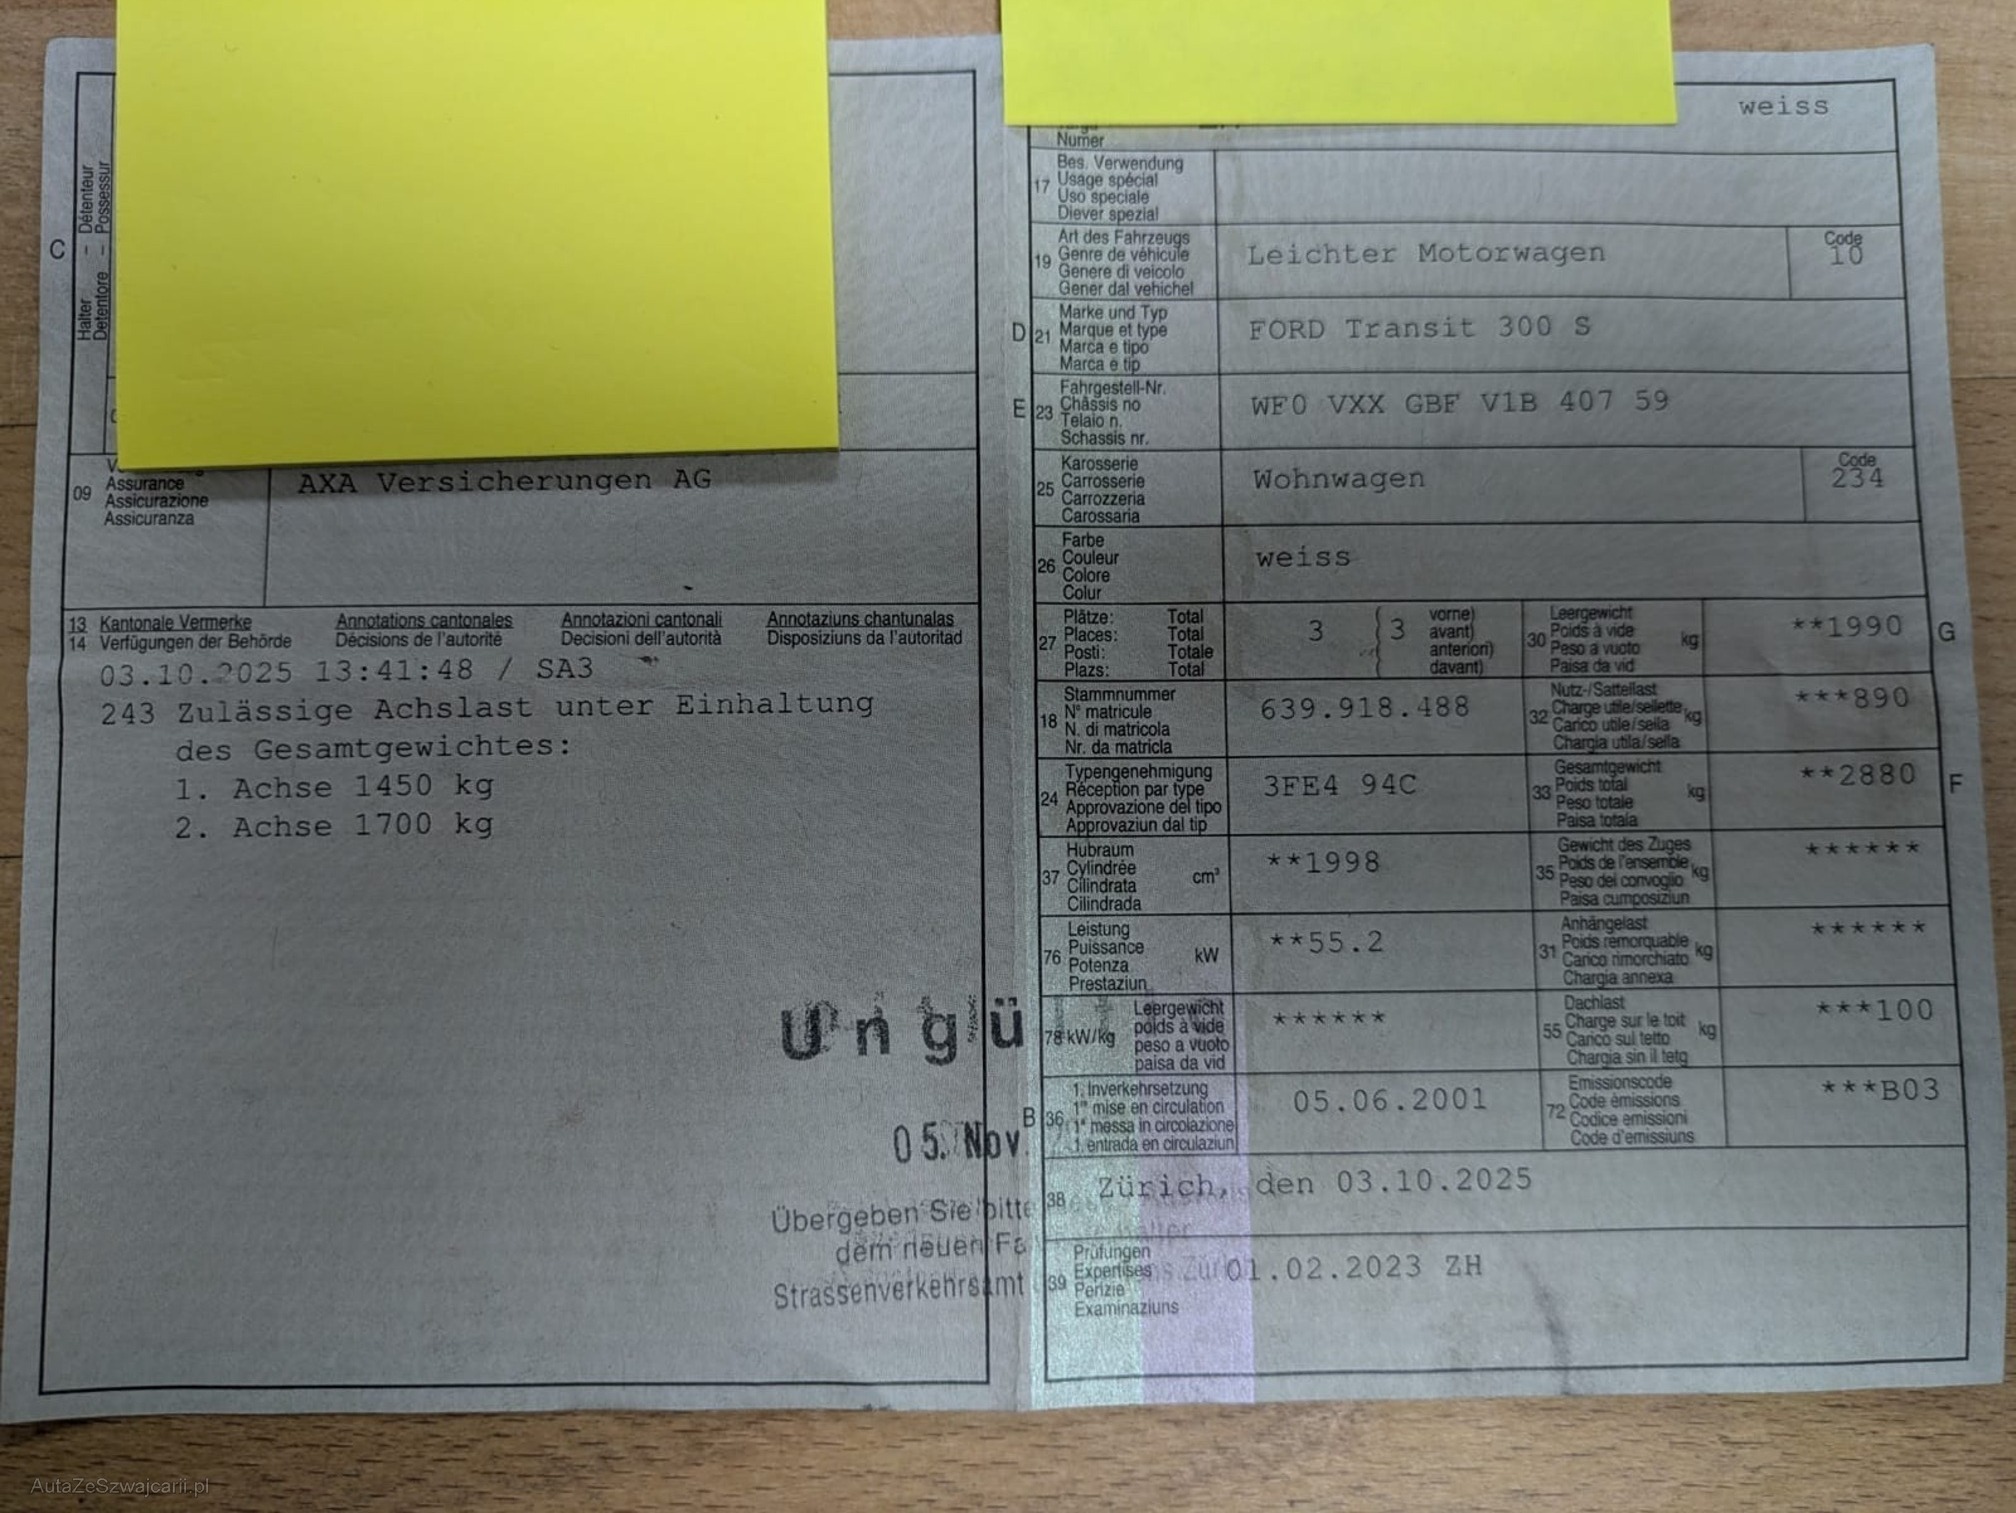 C
Halter – Détenteur
Detentore – Possessur
09
Assurance
Assicurazione
Assicuranza
AXA Versicherungen AG
13 Kantonale Vermerke Annotations cantonales Annotazioni cantonali Annotaziuns chantunalas
14 Verfügungen der Behörde Décisions de l'autorité Decisioni dell'autorità Disposiziuns da l'autoritad
03.10.2025 13:41:48 / SA3
243 Zulässige Achslast unter Einhaltung
des Gesamtgewichtes:
1. Achse 1450 kg
2. Achse 1700 kg
Ungü
05. Nov.
Übergeben Sie bitte
dem neuen Fa
Strassenverkehrsamt
weiss
Numer
17
Bes. Verwendung
Usage spécial
Uso speciale
Diever spezial
19
Art des Fahrzeugs
Genre de véhicule
Genere di veicolo
Gener dal vehichel
Leichter Motorwagen
Code
10
D 21
Marke und Typ
Marque et type
Marca e tipo
Marca e tip
FORD Transit 300 S
E 23
Fahrgestell-Nr.
Châssis no
Telaio n.
Schassis nr.
WF0 VXX GBF V1B 407 59
25
Karosserie
Carrosserie
Carrozzeria
Carossaria
Wohnwagen
Code
234
26
Farbe
Couleur
Colore
Colur
weiss
27
Plätze: Total
Places: Total
Posti: Totale
Plazs: Total
3 ( 3
vorne)
avant)
anteriori)
davant)
30
Leergewicht
Poids à vide
Peso a vuoto
Paisa da vid
kg
**1990
G
18
Stammnummer
N° matricule
N. di matricola
Nr. da matricla
639.918.488
32
Nutz-/Sattellast
Charge utile/sellette
Carico utile/sella
Chargia utila/sella
kg
***890
24
Typengenehmigung
Réception par type
Approvazione del tipo
Approvaziun dal tip
3FE4 94C
33
Gesamtgewicht
Poids total
Peso totale
Paisa totala
kg
**2880
F
37
Hubraum
Cylindrée
Cilindrata
Cilindrada
cm³
**1998
35
Gewicht des Zuges
Poids de l'ensemble
Peso del convoglio
Paisa cumposiziun
kg
******
76
Leistung
Puissance
Potenza
Prestaziun
kW
**55.2
31
Anhängelast
Poids remorquable
Carico rimorchiato
Chargia annexa
kg
******
78 kW/kg
Leergewicht
poids à vide
peso a vuoto
paisa da vid
******
55
Dachlast
Charge sur le toit
Carico sul tetto
Chargia sin il tetg
kg
***100
B 36
1. Inverkehrsetzung
1re mise en circulation
1a messa in circolazione
1. entrada en circulaziun
05.06.2001
72
Emissionscode
Code émissions
Codice emissioni
Code d'emissiuns
***B03
38
Zürich, den 03.10.2025
39
Prüfungen
Expertises
Perizie
Examinaziuns
01.02.2023 ZH
AutaZeSzwajcarii.pl